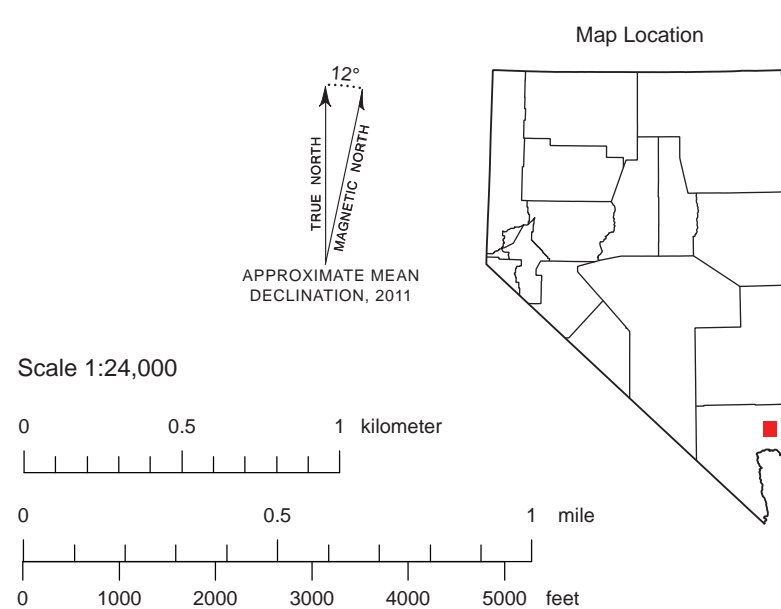 Map Location
12°
TRUE NORTH
MAGNETIC NORTH
APPROXIMATE MEAN
DECLINATION, 2011
Scale 1:24,000
0 0.5 1 kilometer
0 0.5 1 mile
0 1000 2000 3000 4000 5000 feet